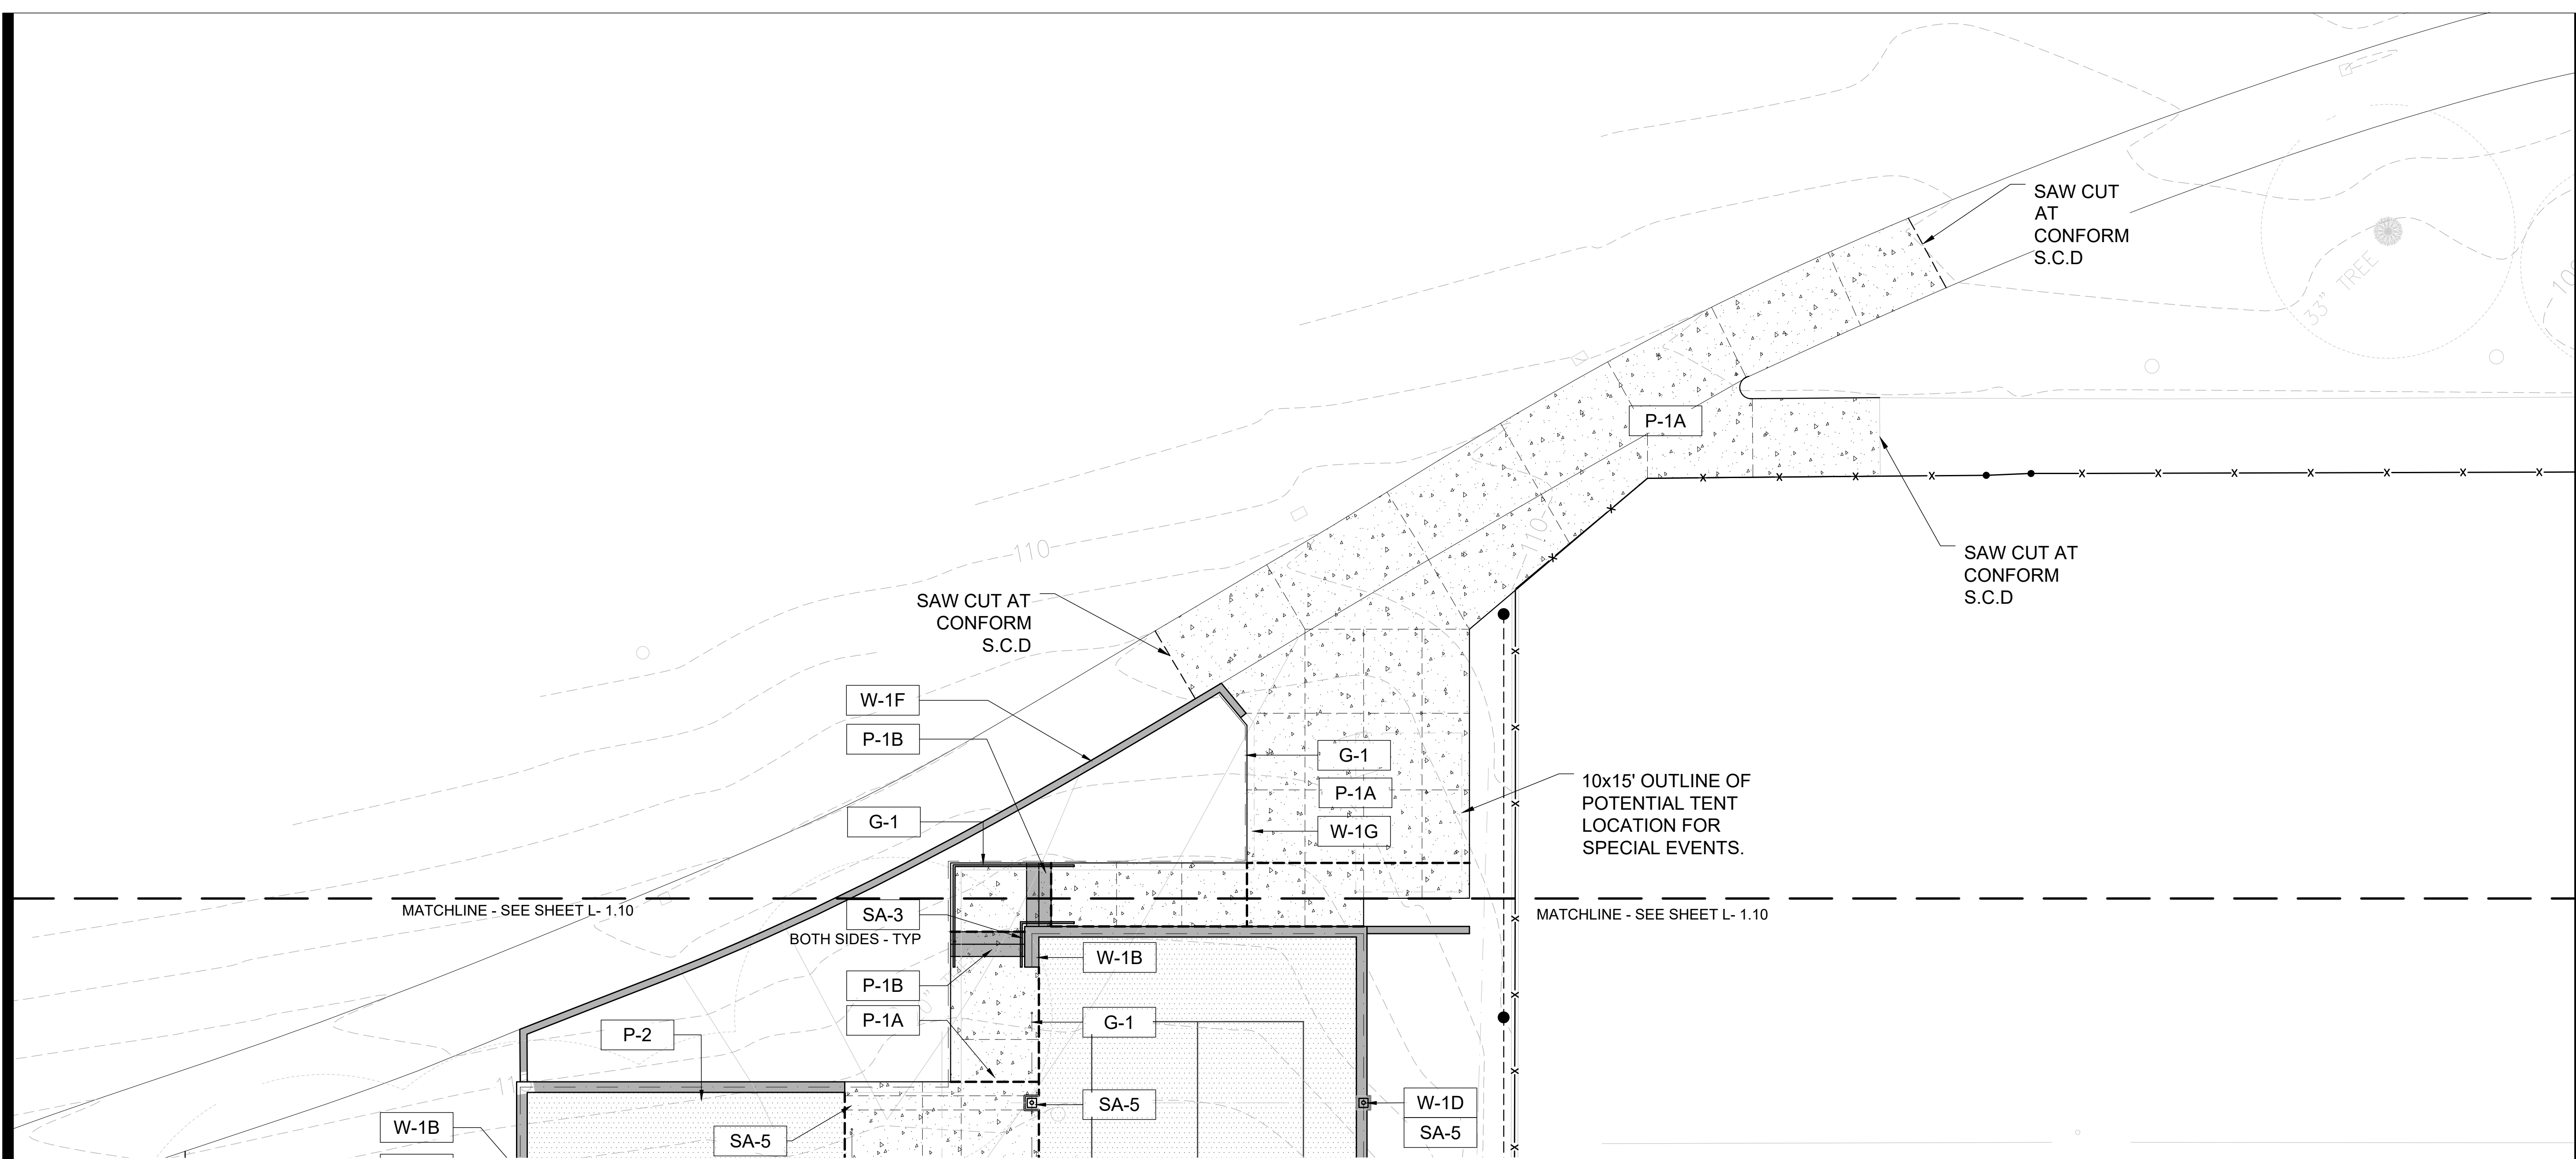 SAW CUT
AT
CONFORM
S.C.D
33" TREE
P-1A
110
110
SAW CUT AT
CONFORM
S.C.D
SAW CUT AT
CONFORM
S.C.D
W-1F
P-1B
G-1
P-1A
W-1G
10x15' OUTLINE OF
POTENTIAL TENT
LOCATION FOR
SPECIAL EVENTS.
G-1
MATCHLINE - SEE SHEET L- 1.10
MATCHLINE - SEE SHEET L- 1.10
SA-3
BOTH SIDES - TYP
W-1B
P-1B
P-1A
G-1
P-2
SA-5
W-1D
SA-5
W-1B
SA-5